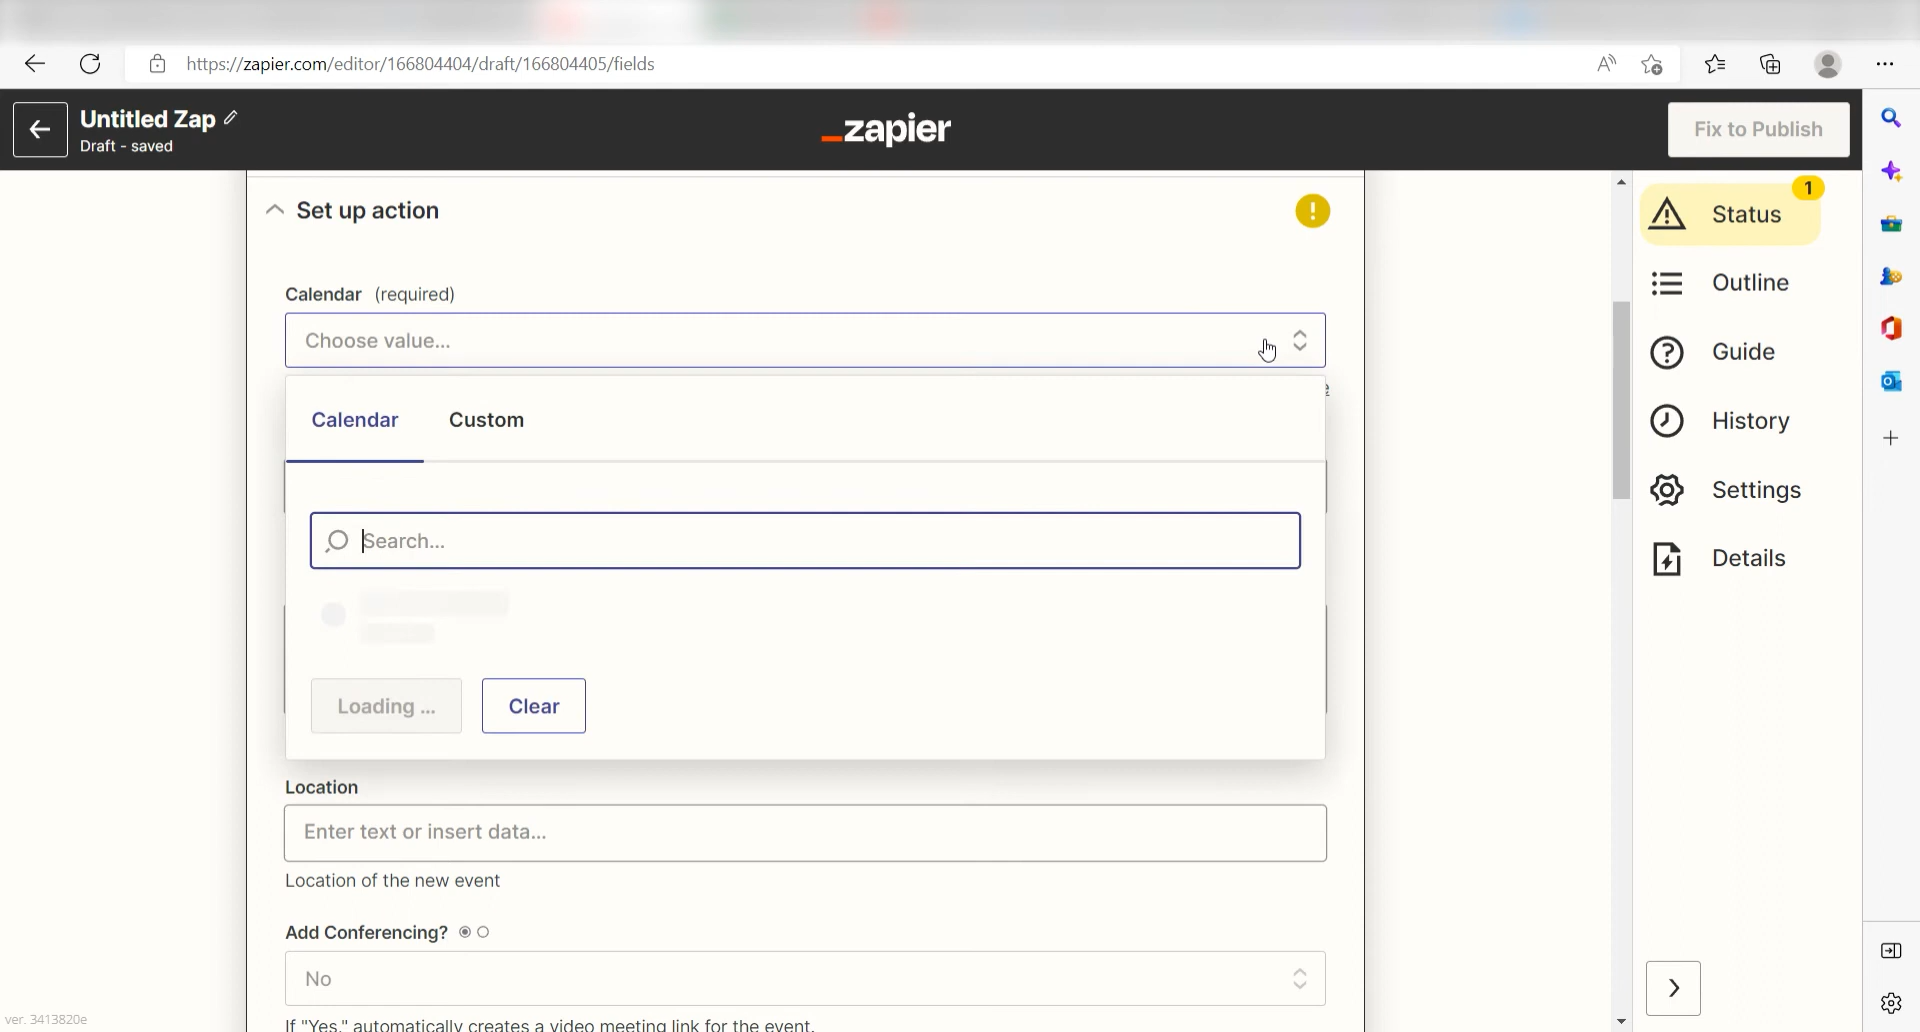 https://zapier.com/editor/166804404/draft/166804405/fields
Untitled Zap
Draft - saved
zapier
Fix to Publish
Set up action
!
1
Status
Outline
Guide
History
Settings
Details
Calendar (required)
Choose value...
Calendar Custom
Search...
Loading ...
Clear
Location
Enter text or insert data...
Location of the new event
Add Conferencing?
No
If "Yes," automatically creates a video meeting link for the event.
ver. 3413820e